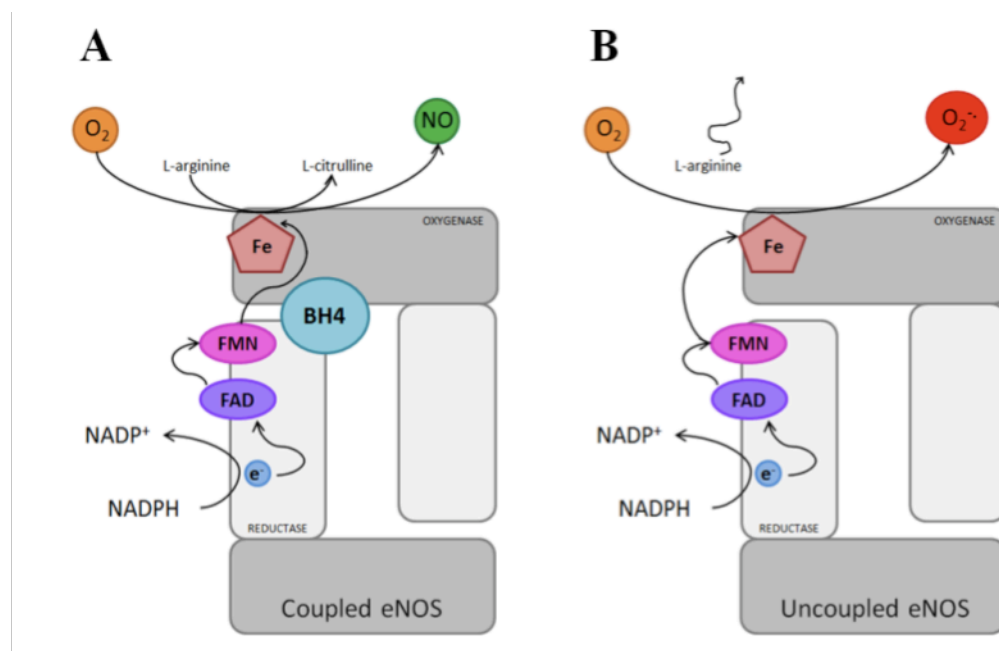 A
O₂
NO
L-arginine
L-citrulline
OXYGENASE
Fe
BH4
FMN
FAD
NADP⁺
e⁻
NADPH
REDUCTASE
Coupled eNOS
B
O₂
O₂⁻·
L-arginine
OXYGENASE
Fe
FMN
FAD
NADP⁺
e⁻
NADPH
REDUCTASE
Uncoupled eNOS